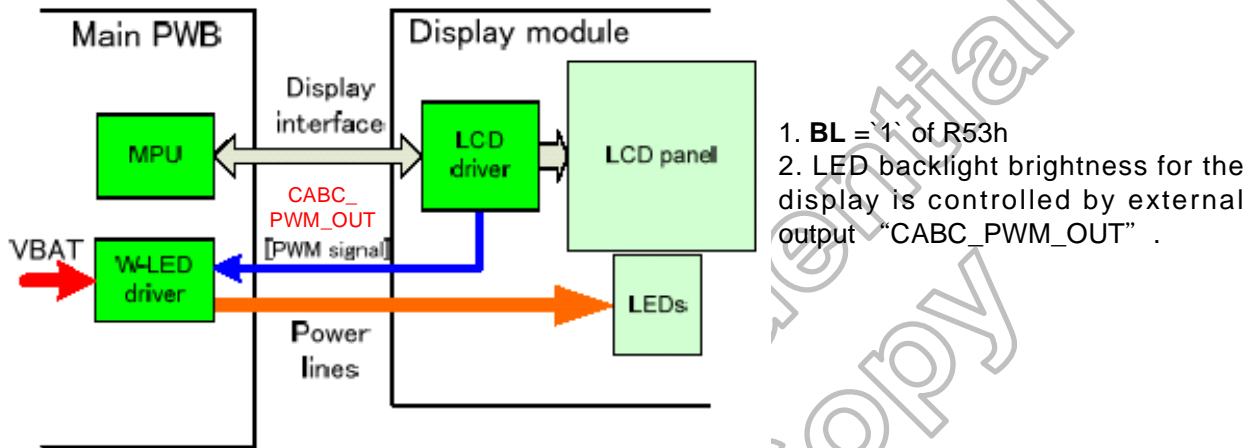 Main PWB
Display module
Display
interface
MPU
LCD
driver
LCD panel
CABC_
PWM_OUT
[PWM signal]
VBAT
W-LED
driver
LEDs
Power
lines
1. BL =`1` of R53h
2. LED backlight brightness for the
display is controlled by external
output “CABC_PWM_OUT” .
ential
opy